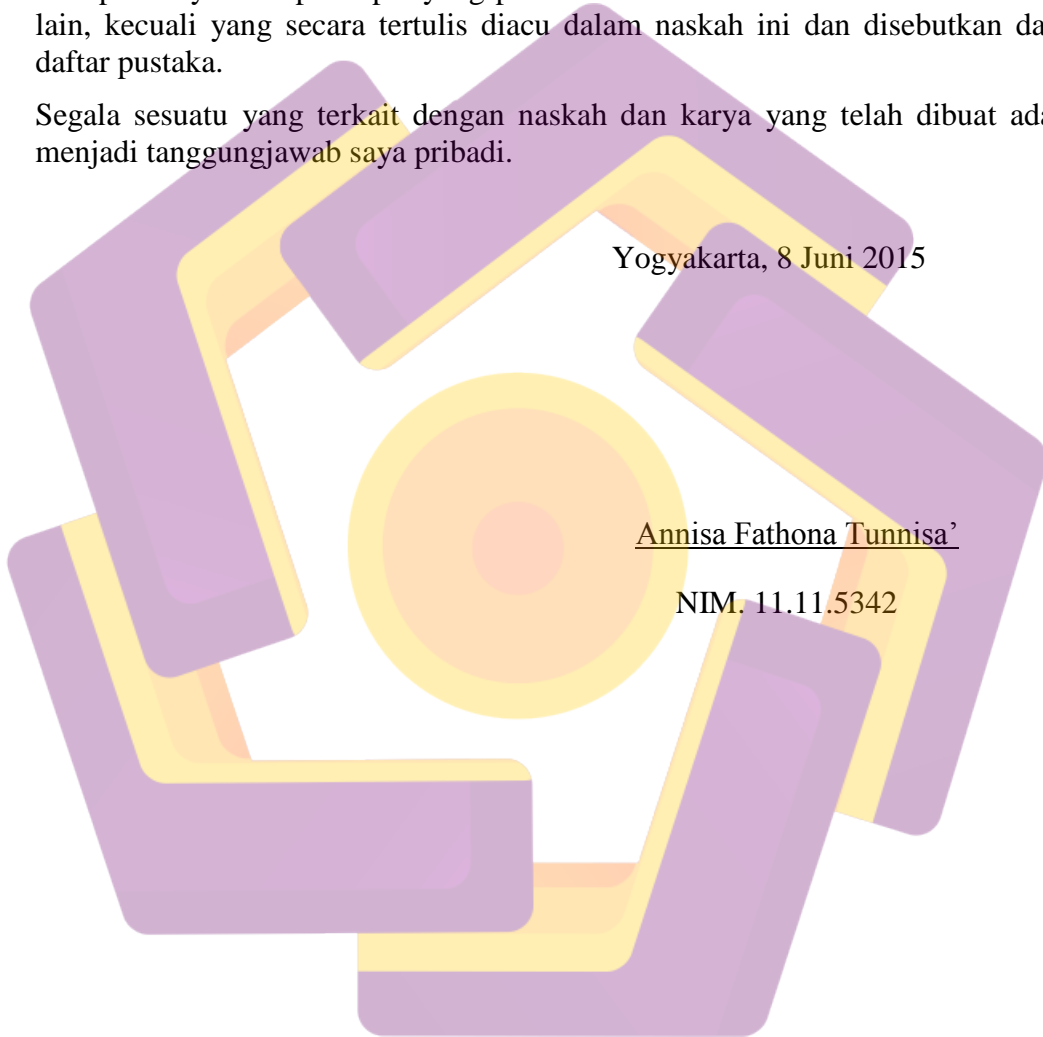 lain, kecuali yang secara tertulis diacu dalam naskah ini dan disebutkan
daftar pustaka.
Segala sesuatu yang terkait dengan naskah dan karya yang telah dibuat
menjadi tanggungjawab saya pribadi.
Yogyakarta, 8 Juni 2015
Annisa Fathona Tunnisa’
NIM. 11.11.5342